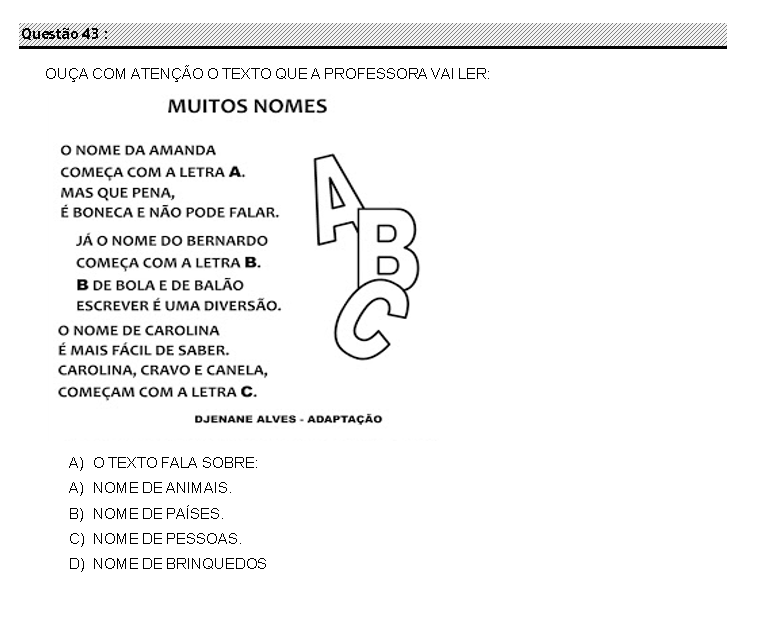 Questão 43 :
OUÇA COM ATENÇÃO O TEXTO QUE A PROFESSORA VAI LER:
MUITOS NOMES
O NOME DA AMANDA
COMEÇA COM A LETRA A.
MAS QUE PENA,
É BONECA E NÃO PODE FALAR.
JÁ O NOME DO BERNARDO
COMEÇA COM A LETRA B.
B DE BOLA E DE BALÃO
ESCREVER É UMA DIVERSÃO.
O NOME DE CAROLINA
É MAIS FÁCIL DE SABER.
CAROLINA, CRAVO E CANELA,
COMEÇAM COM A LETRA C.
A
B
C
DJENANE ALVES - ADAPTAÇÃO
A) O TEXTO FALA SOBRE:
A) NOME DE ANIMAIS.
B) NOME DE PAÍSES.
C) NOME DE PESSOAS.
D) NOME DE BRINQUEDOS